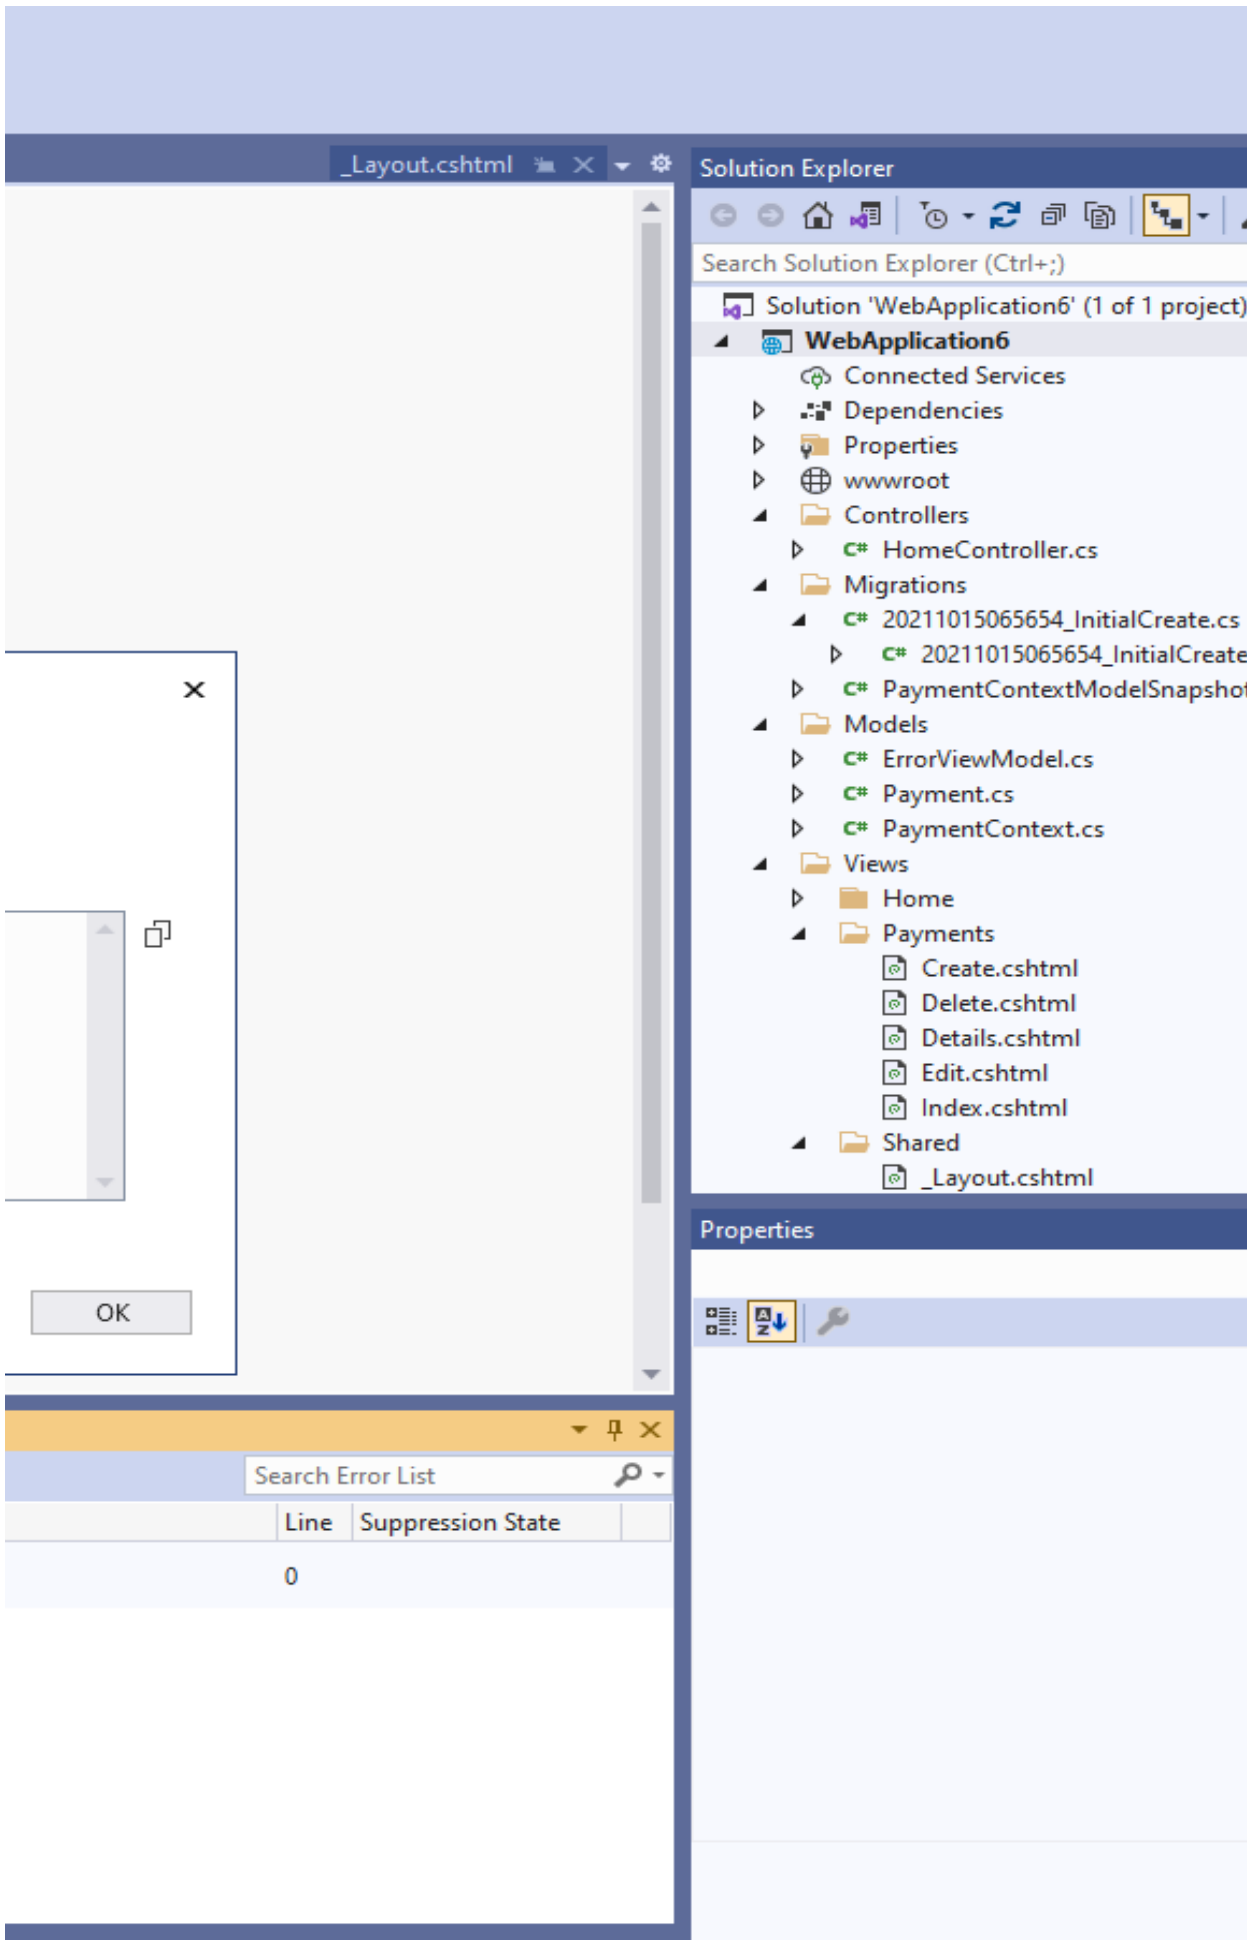 _Layout.cshtml
OK
Search Error List
Line Suppression State
0
Solution Explorer
Search Solution Explorer (Ctrl+;)
Solution 'WebApplication6' (1 of 1 project)
WebApplication6
Connected Services
Dependencies
Properties
wwwroot
Controllers
C# HomeController.cs
Migrations
C# 20211015065654_InitialCreate.cs
C# 20211015065654_InitialCreate
C# PaymentContextModelSnapshot
Models
C# ErrorViewModel.cs
C# Payment.cs
C# PaymentContext.cs
Views
Home
Payments
Create.cshtml
Delete.cshtml
Details.cshtml
Edit.cshtml
Index.cshtml
Shared
_Layout.cshtml
Properties